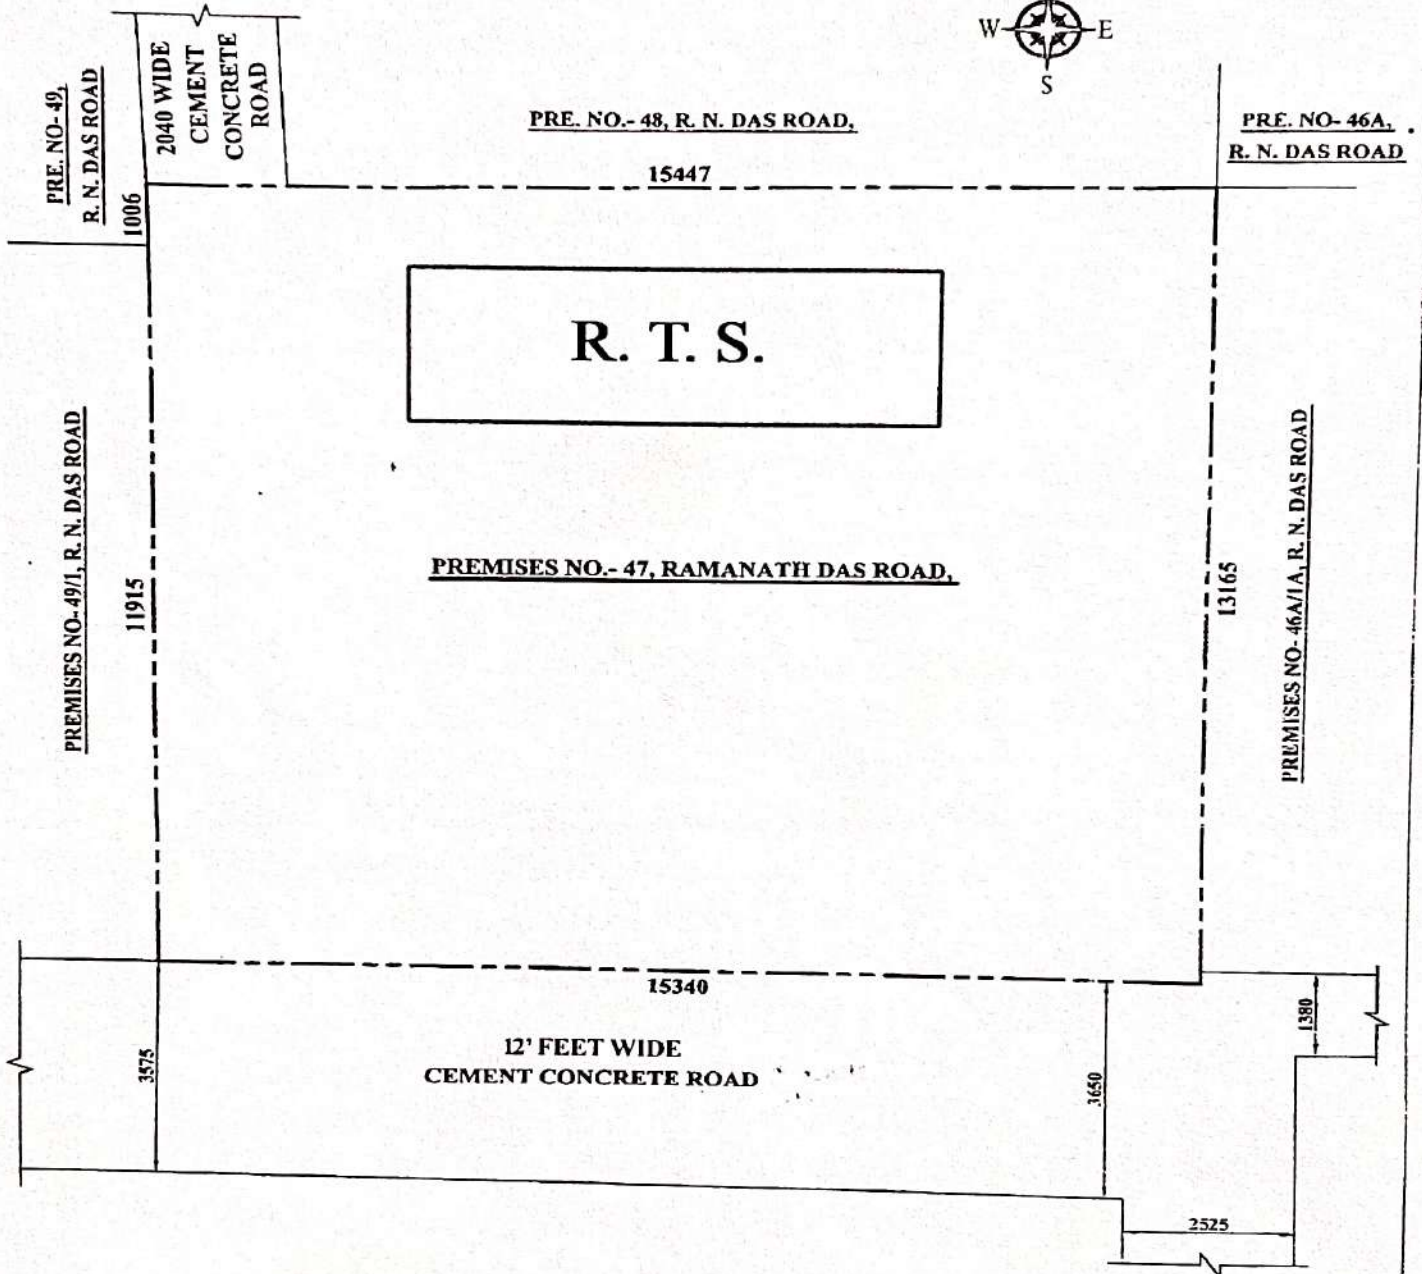 W
E
S
PRE. NO- 49,
R. N. DAS ROAD
2040 WIDE
CEMENT
CONCRETE
ROAD
PRE. NO.- 48, R. N. DAS ROAD,
PRE. NO- 46A,
R. N. DAS ROAD
15447
1006
R. T. S.
PREMISES NO- 49/1, R. N. DAS ROAD
11915
PREMISES NO.- 47, RAMANATH DAS ROAD,
13165
PREMISES NO- 46A/1A, R. N. DAS ROAD
15340
3575
12' FEET WIDE
CEMENT CONCRETE ROAD
3650
1380
2525